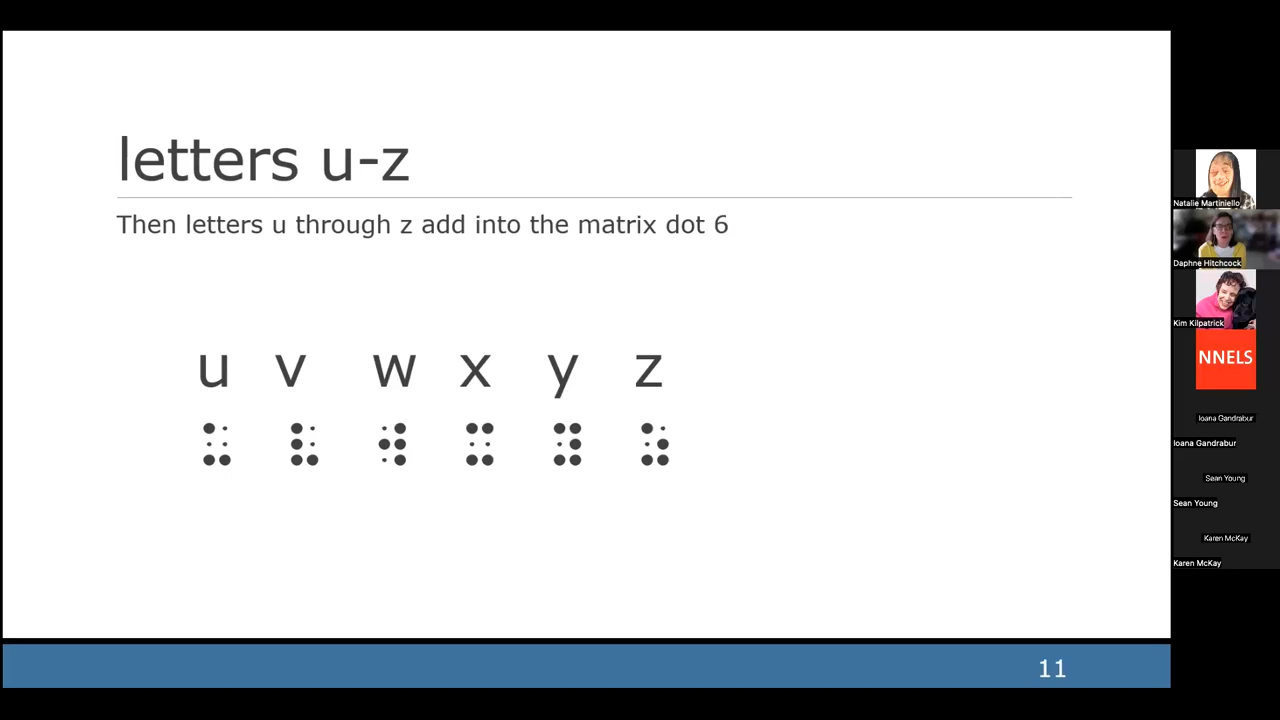 letters u-z
Then letters u through z add into the matrix dot 6
u v w x y z
⠥ ⠧ ⠺ ⠭ ⠽ ⠵
11
Natalie Martiniello
Daphne Hitchcock
Kim Kilpatrick
NNELS
Ioana Gandrabur
Ioana Gandrabur
Sean Young
Sean Young
Karen McKay
Karen McKay